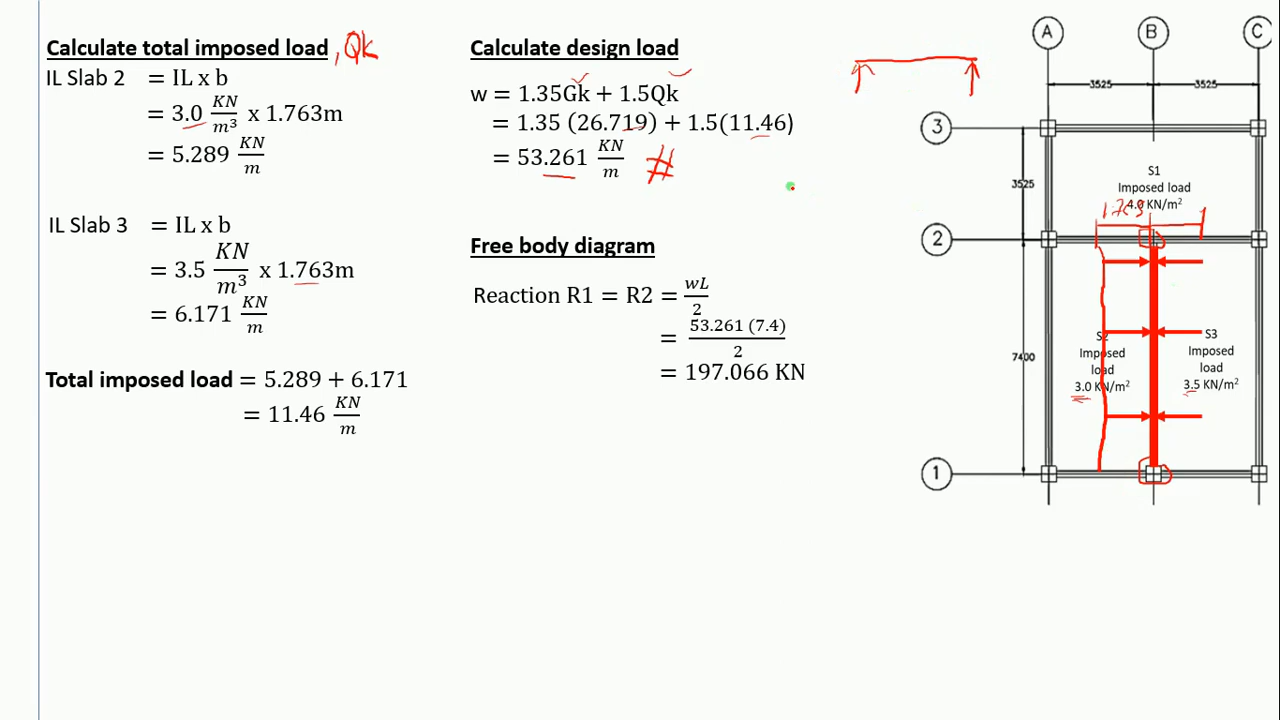 Calculate total imposed load , Qk
IL Slab 2 = IL x b
= 3.0 KN/m³ x 1.763m
= 5.289 KN/m
IL Slab 3 = IL x b
= 3.5 KN/m³ x 1.763m
= 6.171 KN/m
Total imposed load = 5.289 + 6.171
= 11.46 KN/m
Calculate design load
w = 1.35Gk + 1.5Qk
= 1.35 (26.719) + 1.5(11.46)
= 53.261 KN/m #
Free body diagram
Reaction R1 = R2 = wL/2
= 53.261 (7.4)/2
= 197.066 KN
A B C
3525 3525
3
3525
S1
Imposed load
4.0 KN/m²
1.763
2
7400
S2
Imposed
load
3.0 KN/m²
S3
Imposed
load
3.5 KN/m²
1